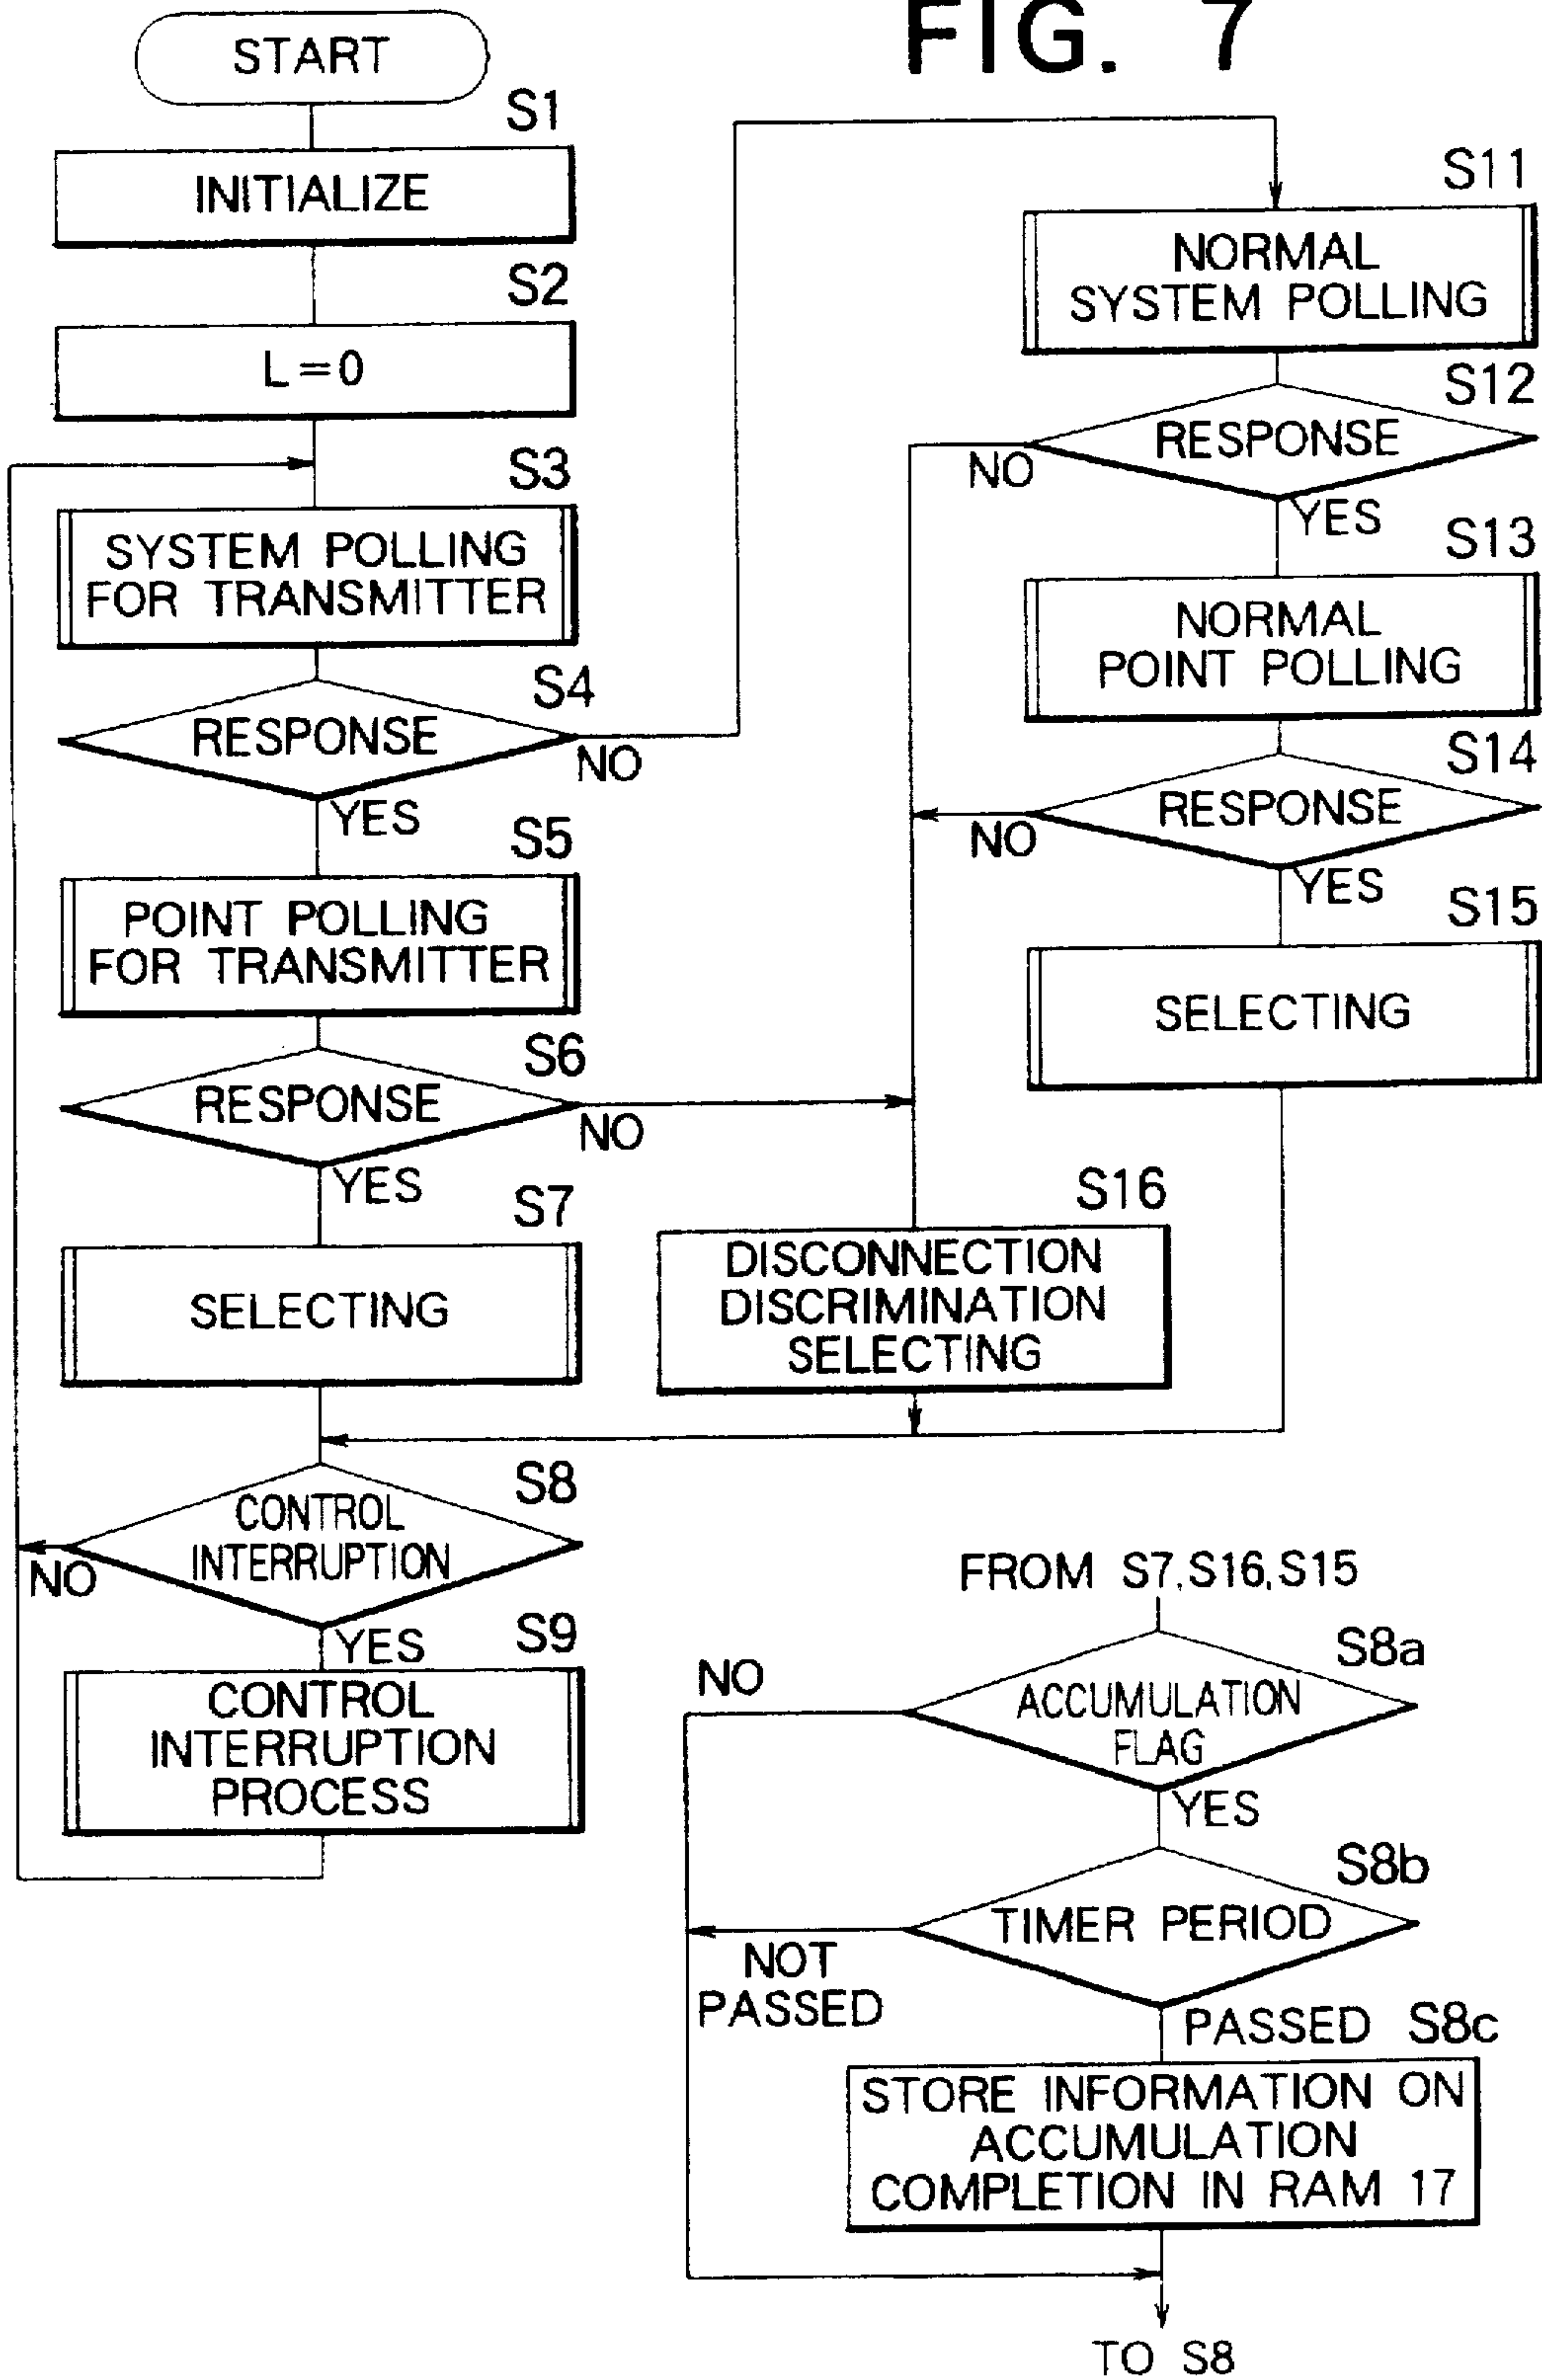 FIG. 7
START
S1
INITIALIZE
S2
L=0
S3
SYSTEM POLLING
FOR TRANSMITTER
S4
RESPONSE
NO
YES
S5
POINT POLLING
FOR TRANSMITTER
S6
RESPONSE
NO
YES
S7
SELECTING
S8
CONTROL
INTERRUPTION
NO
YES
S9
CONTROL
INTERRUPTION
PROCESS
S11
NORMAL
SYSTEM POLLING
S12
RESPONSE
NO
YES
S13
NORMAL
POINT POLLING
S14
RESPONSE
NO
YES
S15
SELECTING
S16
DISCONNECTION
DISCRIMINATION
SELECTING
FROM S7,S16,S15
S8a
ACCUMULATION
FLAG
NO
YES
S8b
TIMER PERIOD
NOT
PASSED
PASSED
S8c
STORE INFORMATION ON
ACCUMULATION
COMPLETION IN RAM 17
TO S8